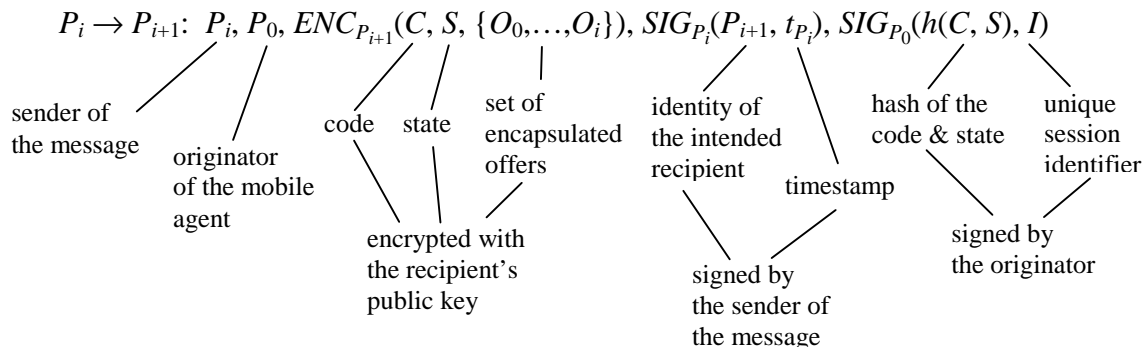 P_i → P_{i+1}: P_i, P_0, ENC_{P_{i+1}}(C, S, {O_0,…,O_i}), SIG_{P_i}(P_{i+1}, t_{P_i}), SIG_{P_0}(h(C, S), I)
sender of
the message
originator
of the mobile
agent
code
state
set of
encapsulated
offers
encrypted with
the recipient's
public key
identity of
the intended
recipient
timestamp
signed by
the sender of
the message
hash of the
code & state
unique
session
identifier
signed by
the originator